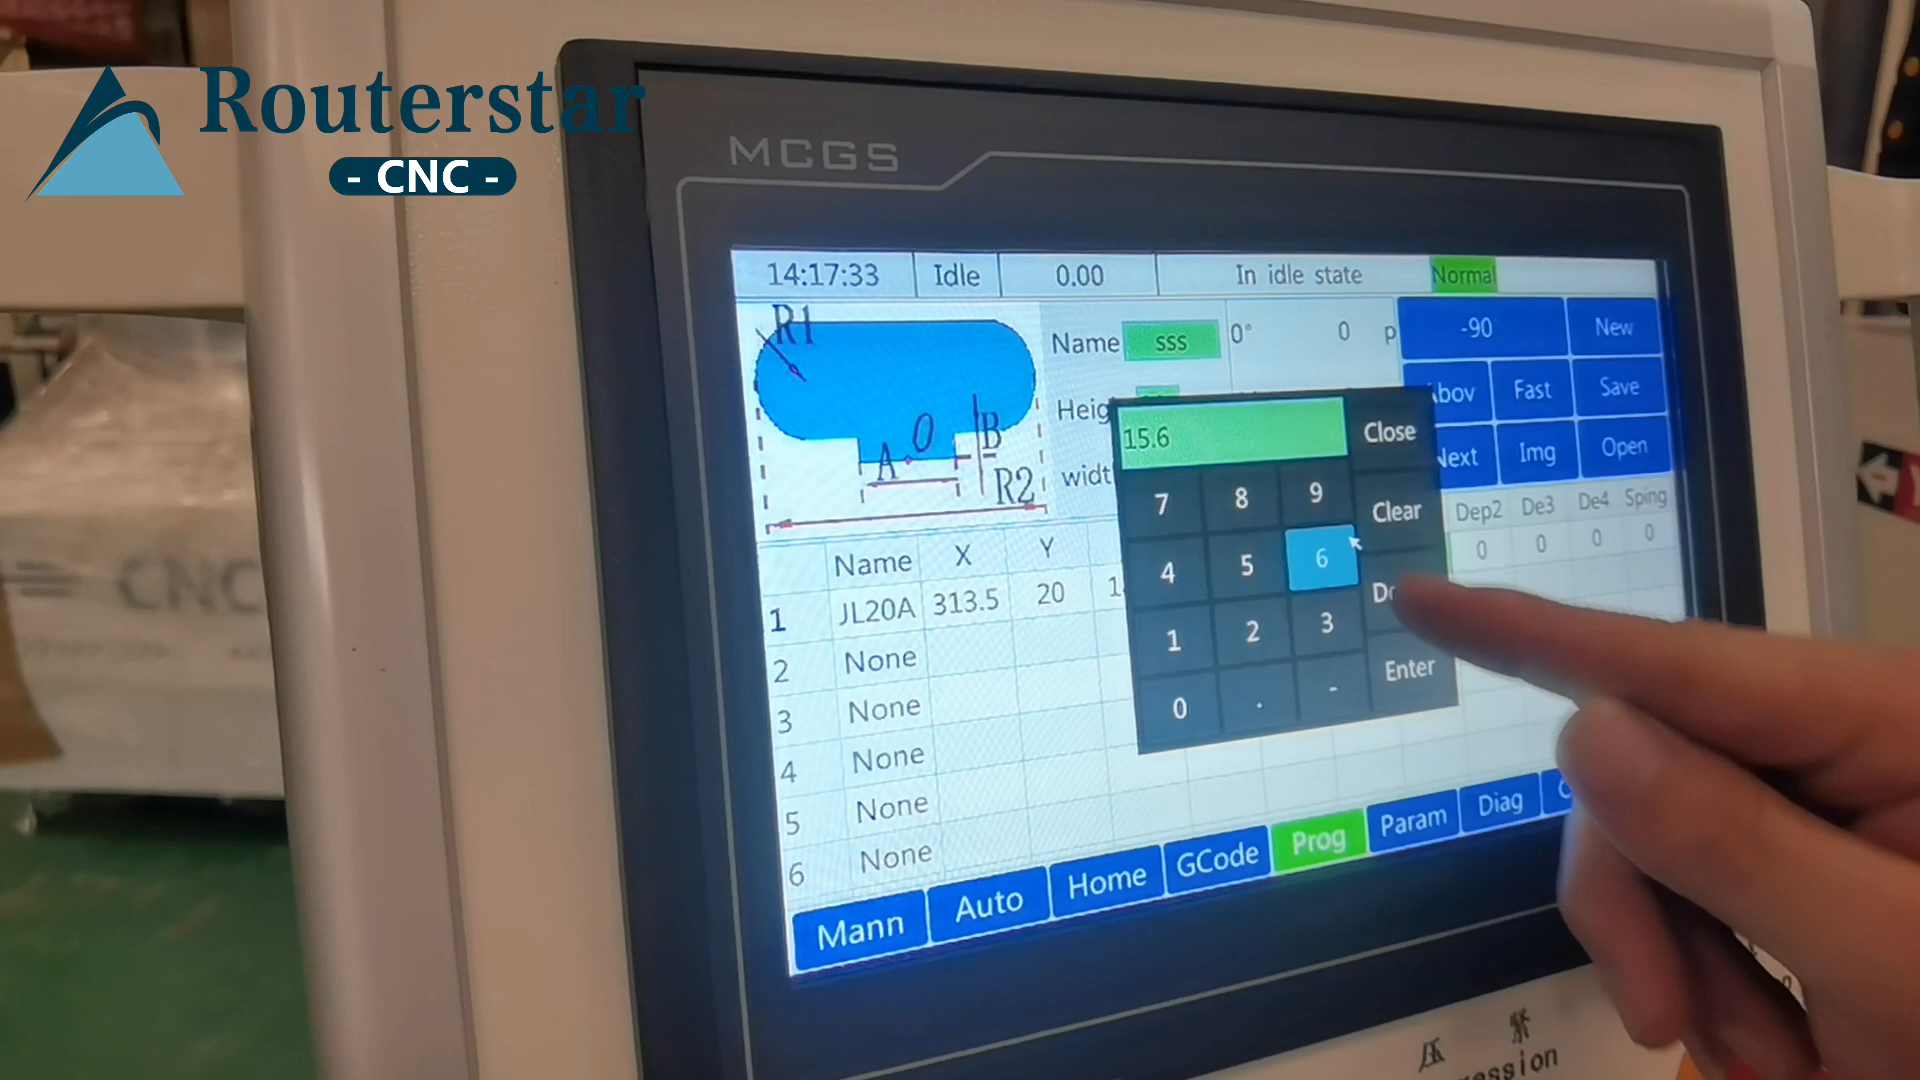 Routerstar
- CNC -
MCGS
14:17:33 Idle 0.00 In idle state Normal
R1
A O B
R2
Name sss 0° 0 p
-90 New
Fast Save
Next Img Open
15.6
Close
7 8 9 Clear
4 5 6
1 2 3 Enter
0 . -
Dep2 De3 De4 Sping
0 0 0 0
Name X Y
1 JL20A 313.5 20
2 None
3 None
4 None
5 None
6 None
Mann Auto Home GCode Prog Param Diag
CNC
压 紧